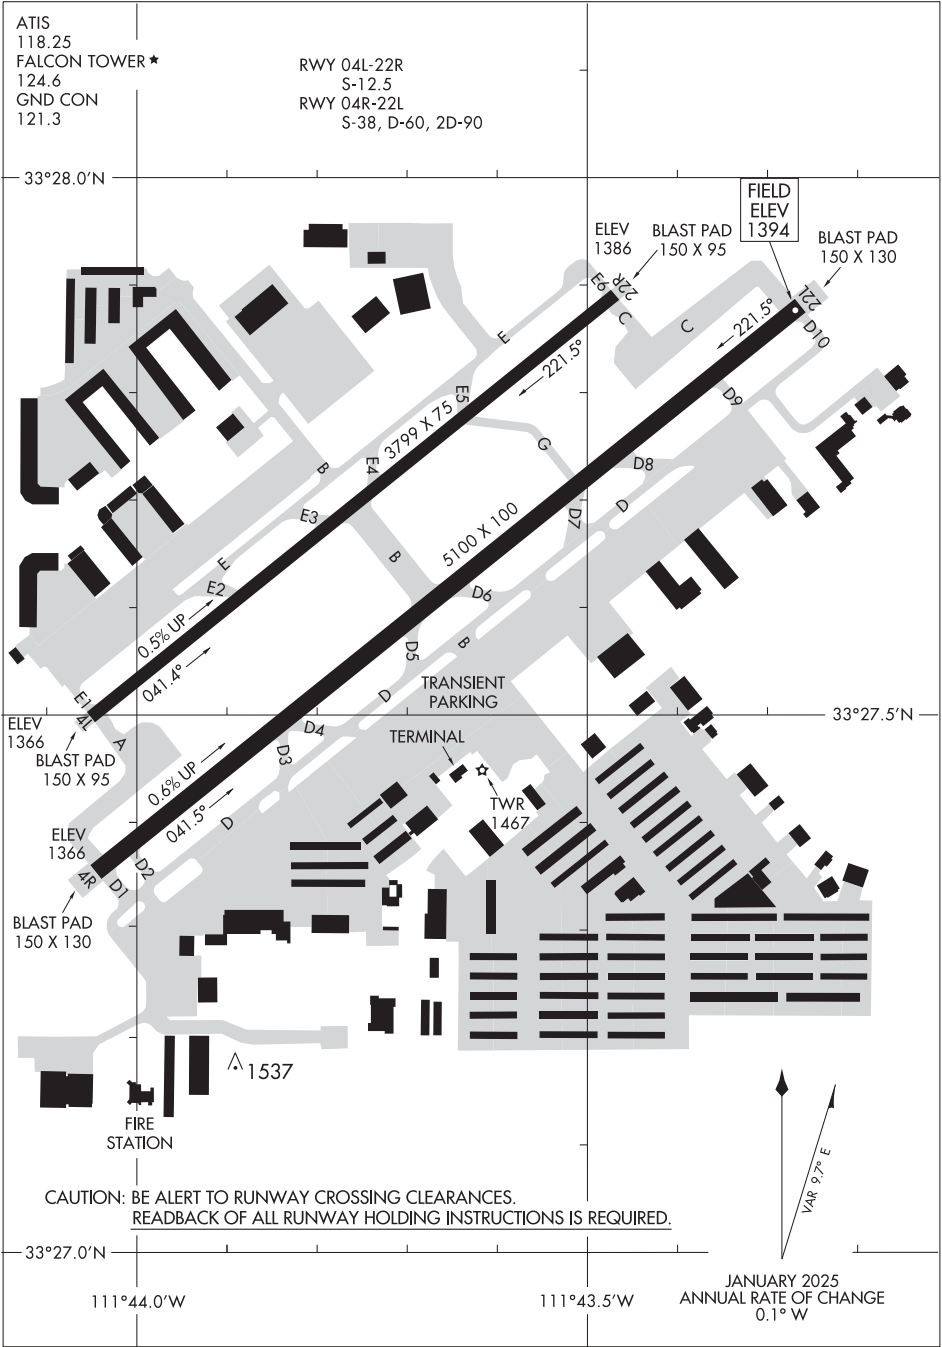 ATIS
118.25
FALCON TOWER★
124.6
GND CON
121.3
RWY 04L-22R
S-12.5
RWY 04R-22L
S-38, D-60, 2D-90
33°28.0'N
FIELD
ELEV
1394
ELEV
1386
BLAST PAD
150 X 95
BLAST PAD
150 X 130
E6
22R
C
C
221.5°
22L
D10
E
221.5°
E5
D9
3799 X 75
G
B
E4
D8
D
E3
5100 X 100
D7
B
E
E2
D6
0.5% UP
D5
B
041.4°
TRANSIENT
PARKING
D
E1
4L
ELEV
1366
A
D4
33°27.5'N
TERMINAL
BLAST PAD
150 X 95
D3
0.6% UP
TWR
1467
041.5°
D
ELEV
1366
D2
4R
D1
BLAST PAD
150 X 130
1537
FIRE
STATION
VAR 9.7° E
CAUTION: BE ALERT TO RUNWAY CROSSING CLEARANCES.
READBACK OF ALL RUNWAY HOLDING INSTRUCTIONS IS REQUIRED.
33°27.0'N
JANUARY 2025
ANNUAL RATE OF CHANGE
0.1° W
111°44.0'W
111°43.5'W